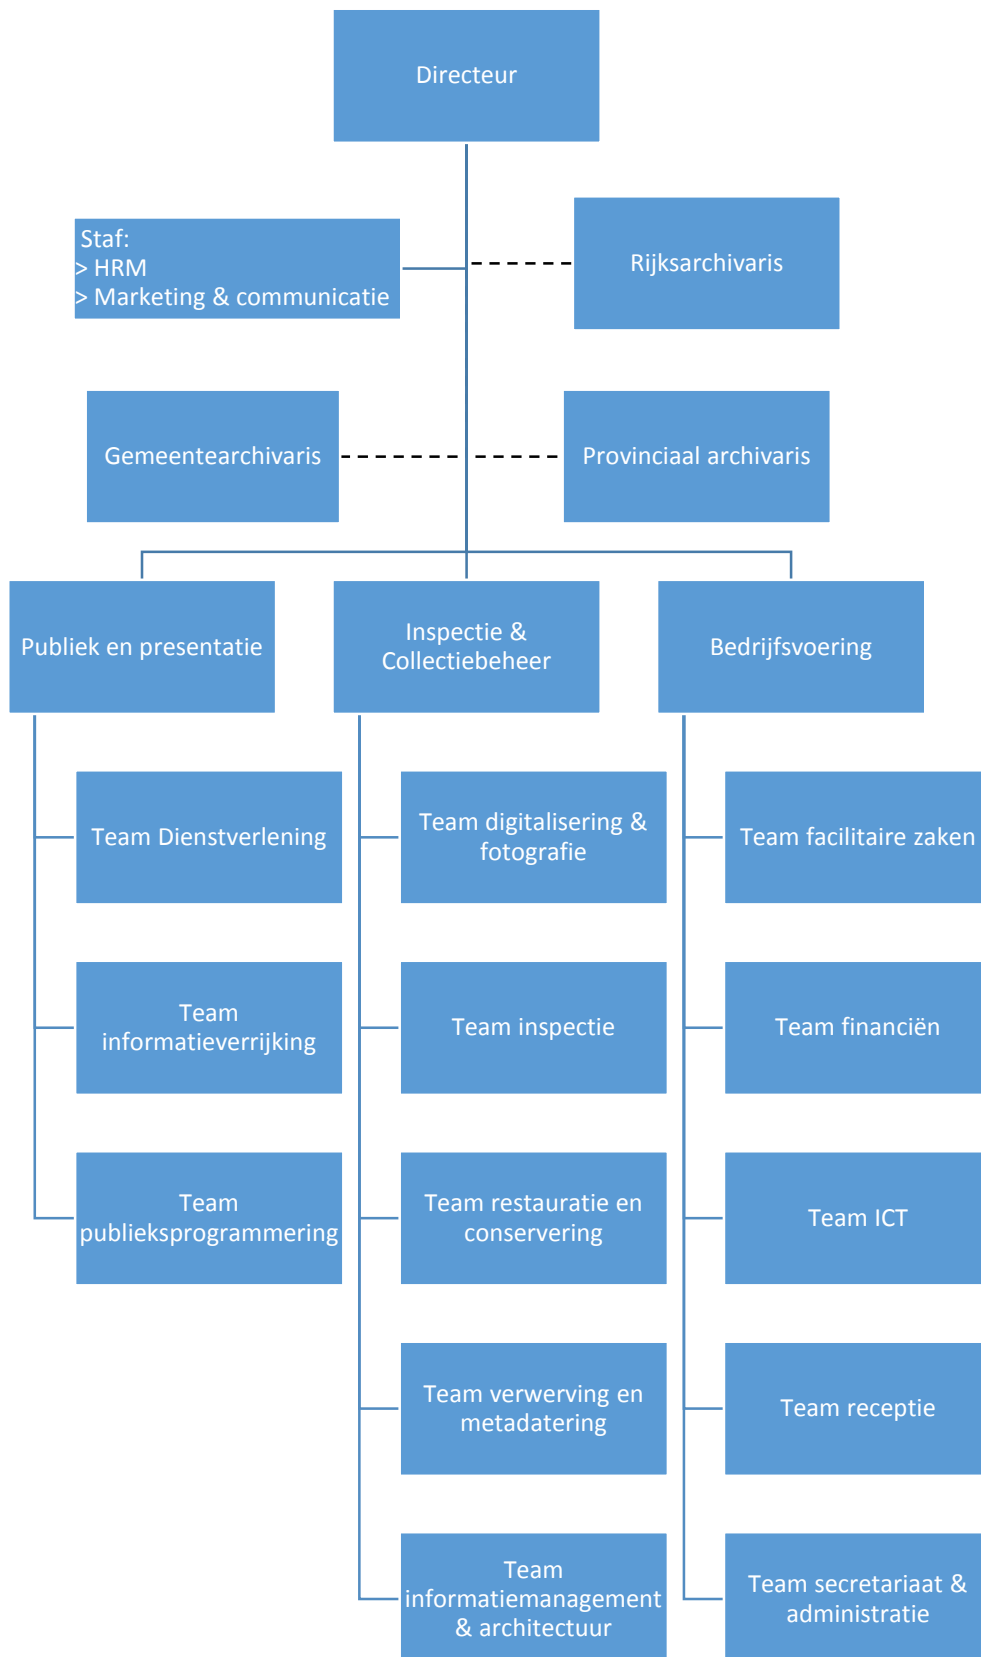 Directeur
Staf:
> HRM
> Marketing & communicatie
Rijksarchivaris
Gemeentearchivaris
Provinciaal archivaris
Publiek en presentatie
Inspectie &
Collectiebeheer
Bedrijfsvoering
Team Dienstverlening
Team digitalisering &
fotografie
Team facilitaire zaken
Team
informatieverrijking
Team inspectie
Team financiën
Team
publieksprogrammering
Team restauratie en
conservering
Team ICT
Team verwerving en
metadatering
Team receptie
Team
informatiemanagement
& architectuur
Team secretariaat &
administratie